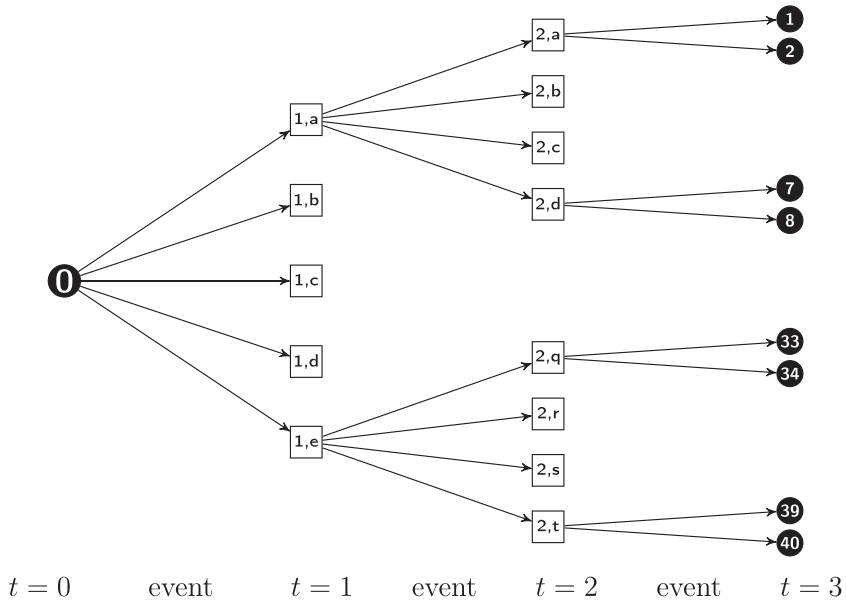 1
2,a
2
2,b
1,a
2,c
7
2,d
1,b
8
0
1,c
33
1,d
2,q
34
2,r
1,e
2,s
39
2,t
40
t = 0 event t = 1 event t = 2 event t = 3